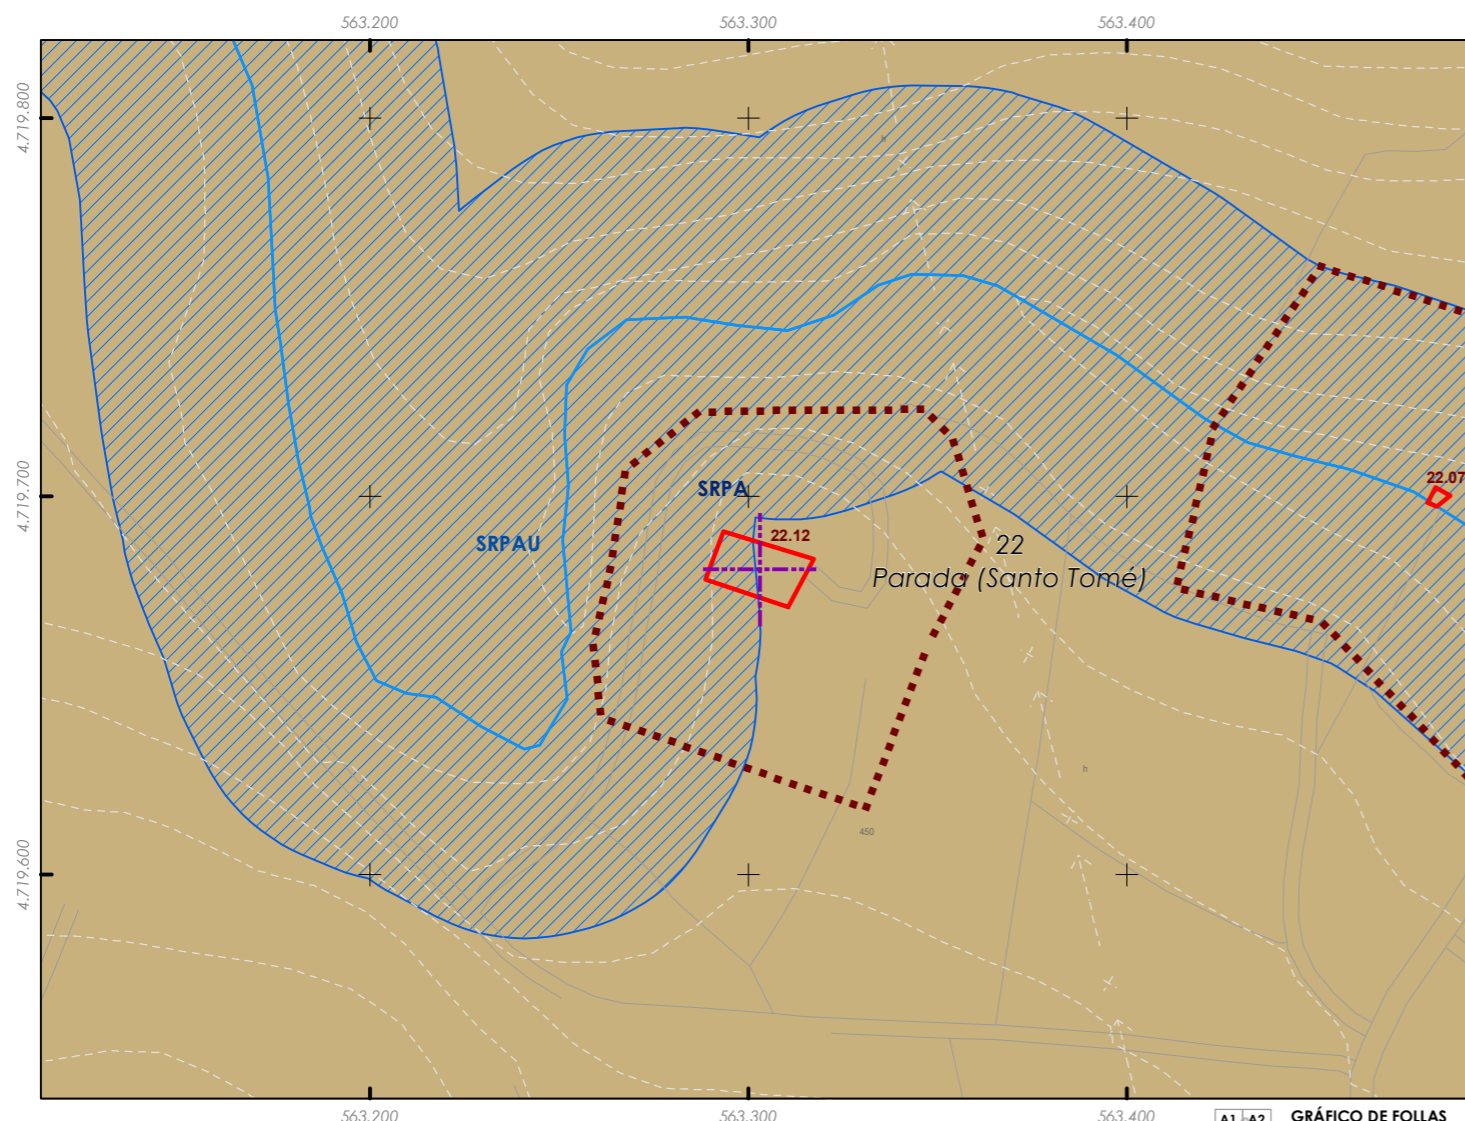 563.200
563.300
563.400
4.719.800
4.719.700
4.719.600
22.07
SRPA
SRPAU
22.12
22
Parada (Santo Tomé)
h
450
563.200
563.300
563.400
A1
A2
GRÁFICO DE FOLLAS